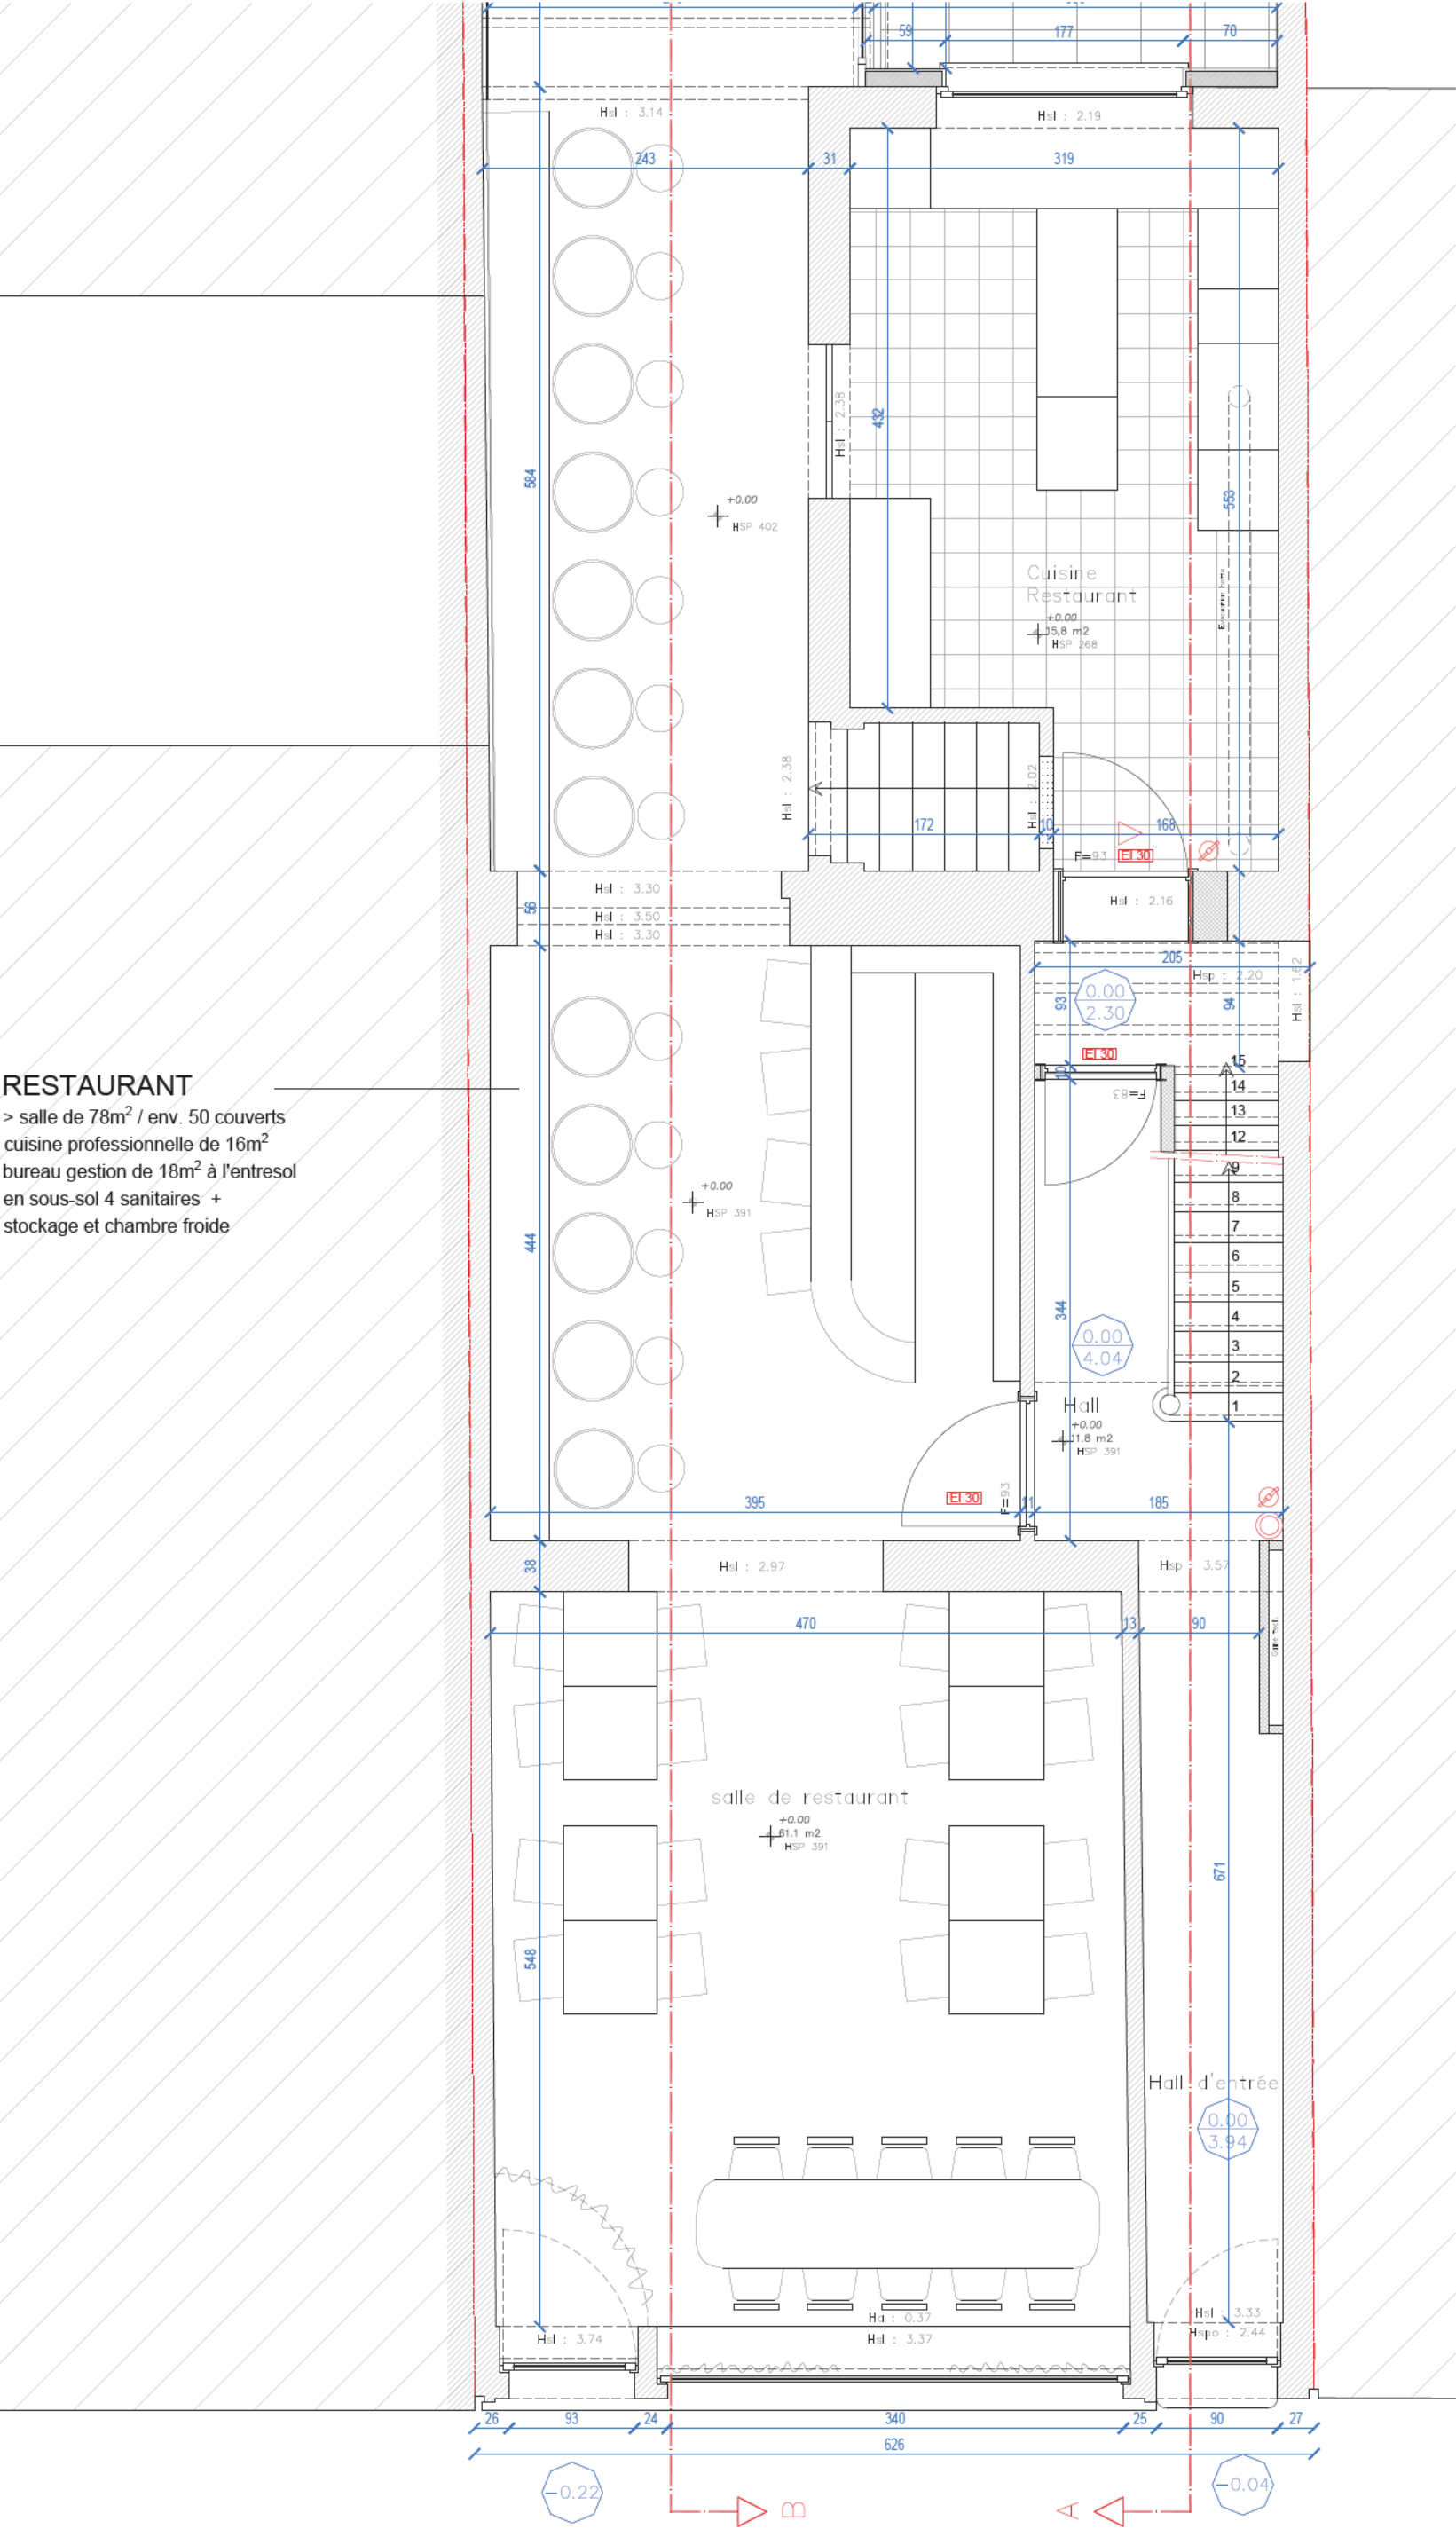 59
177
70
Hsl : 3.14
Hsl : 2.19
243
31
319
432
Hsl : 2.38
584
553
+0.00
HSP 402
Cuisine
Restaurant
+0.00
15,8 m2
HSP 268
Hsl : 2.38
Hsl : 2.02
172
10
168
F=93
EI 30
56
Hsl : 3.30
Hsl : 3.50
Hsl : 3.30
Hsl : 2.16
205
Hsp : 2.20
Hsl : 1.62
93
0.00
2.30
94
EI 30
10
F=83
15
14
13
12
9
8
7
6
5
4
3
2
1
RESTAURANT
> salle de 78m² / env. 50 couverts
cuisine professionnelle de 16m²
bureau gestion de 18m² à l'entresol
en sous-sol 4 sanitaires +
stockage et chambre froide
+0.00
HSP 391
444
344
0.00
4.04
Hall
+0.00
11.8 m2
HSP 391
395
EI 30
F=93
11
185
38
Hsl : 2.97
Hsp : 3.57
470
13
90
salle de restaurant
+0.00
61.1 m2
HSP 391
671
548
Hall d'entrée
0.00
3.94
Ha : 0.37
Hsl : 3.74
Hsl : 3.37
Hsl : 3.33
Hspo : 2.44
26
93
24
340
25
90
27
626
-0.22
B
A
-0.04